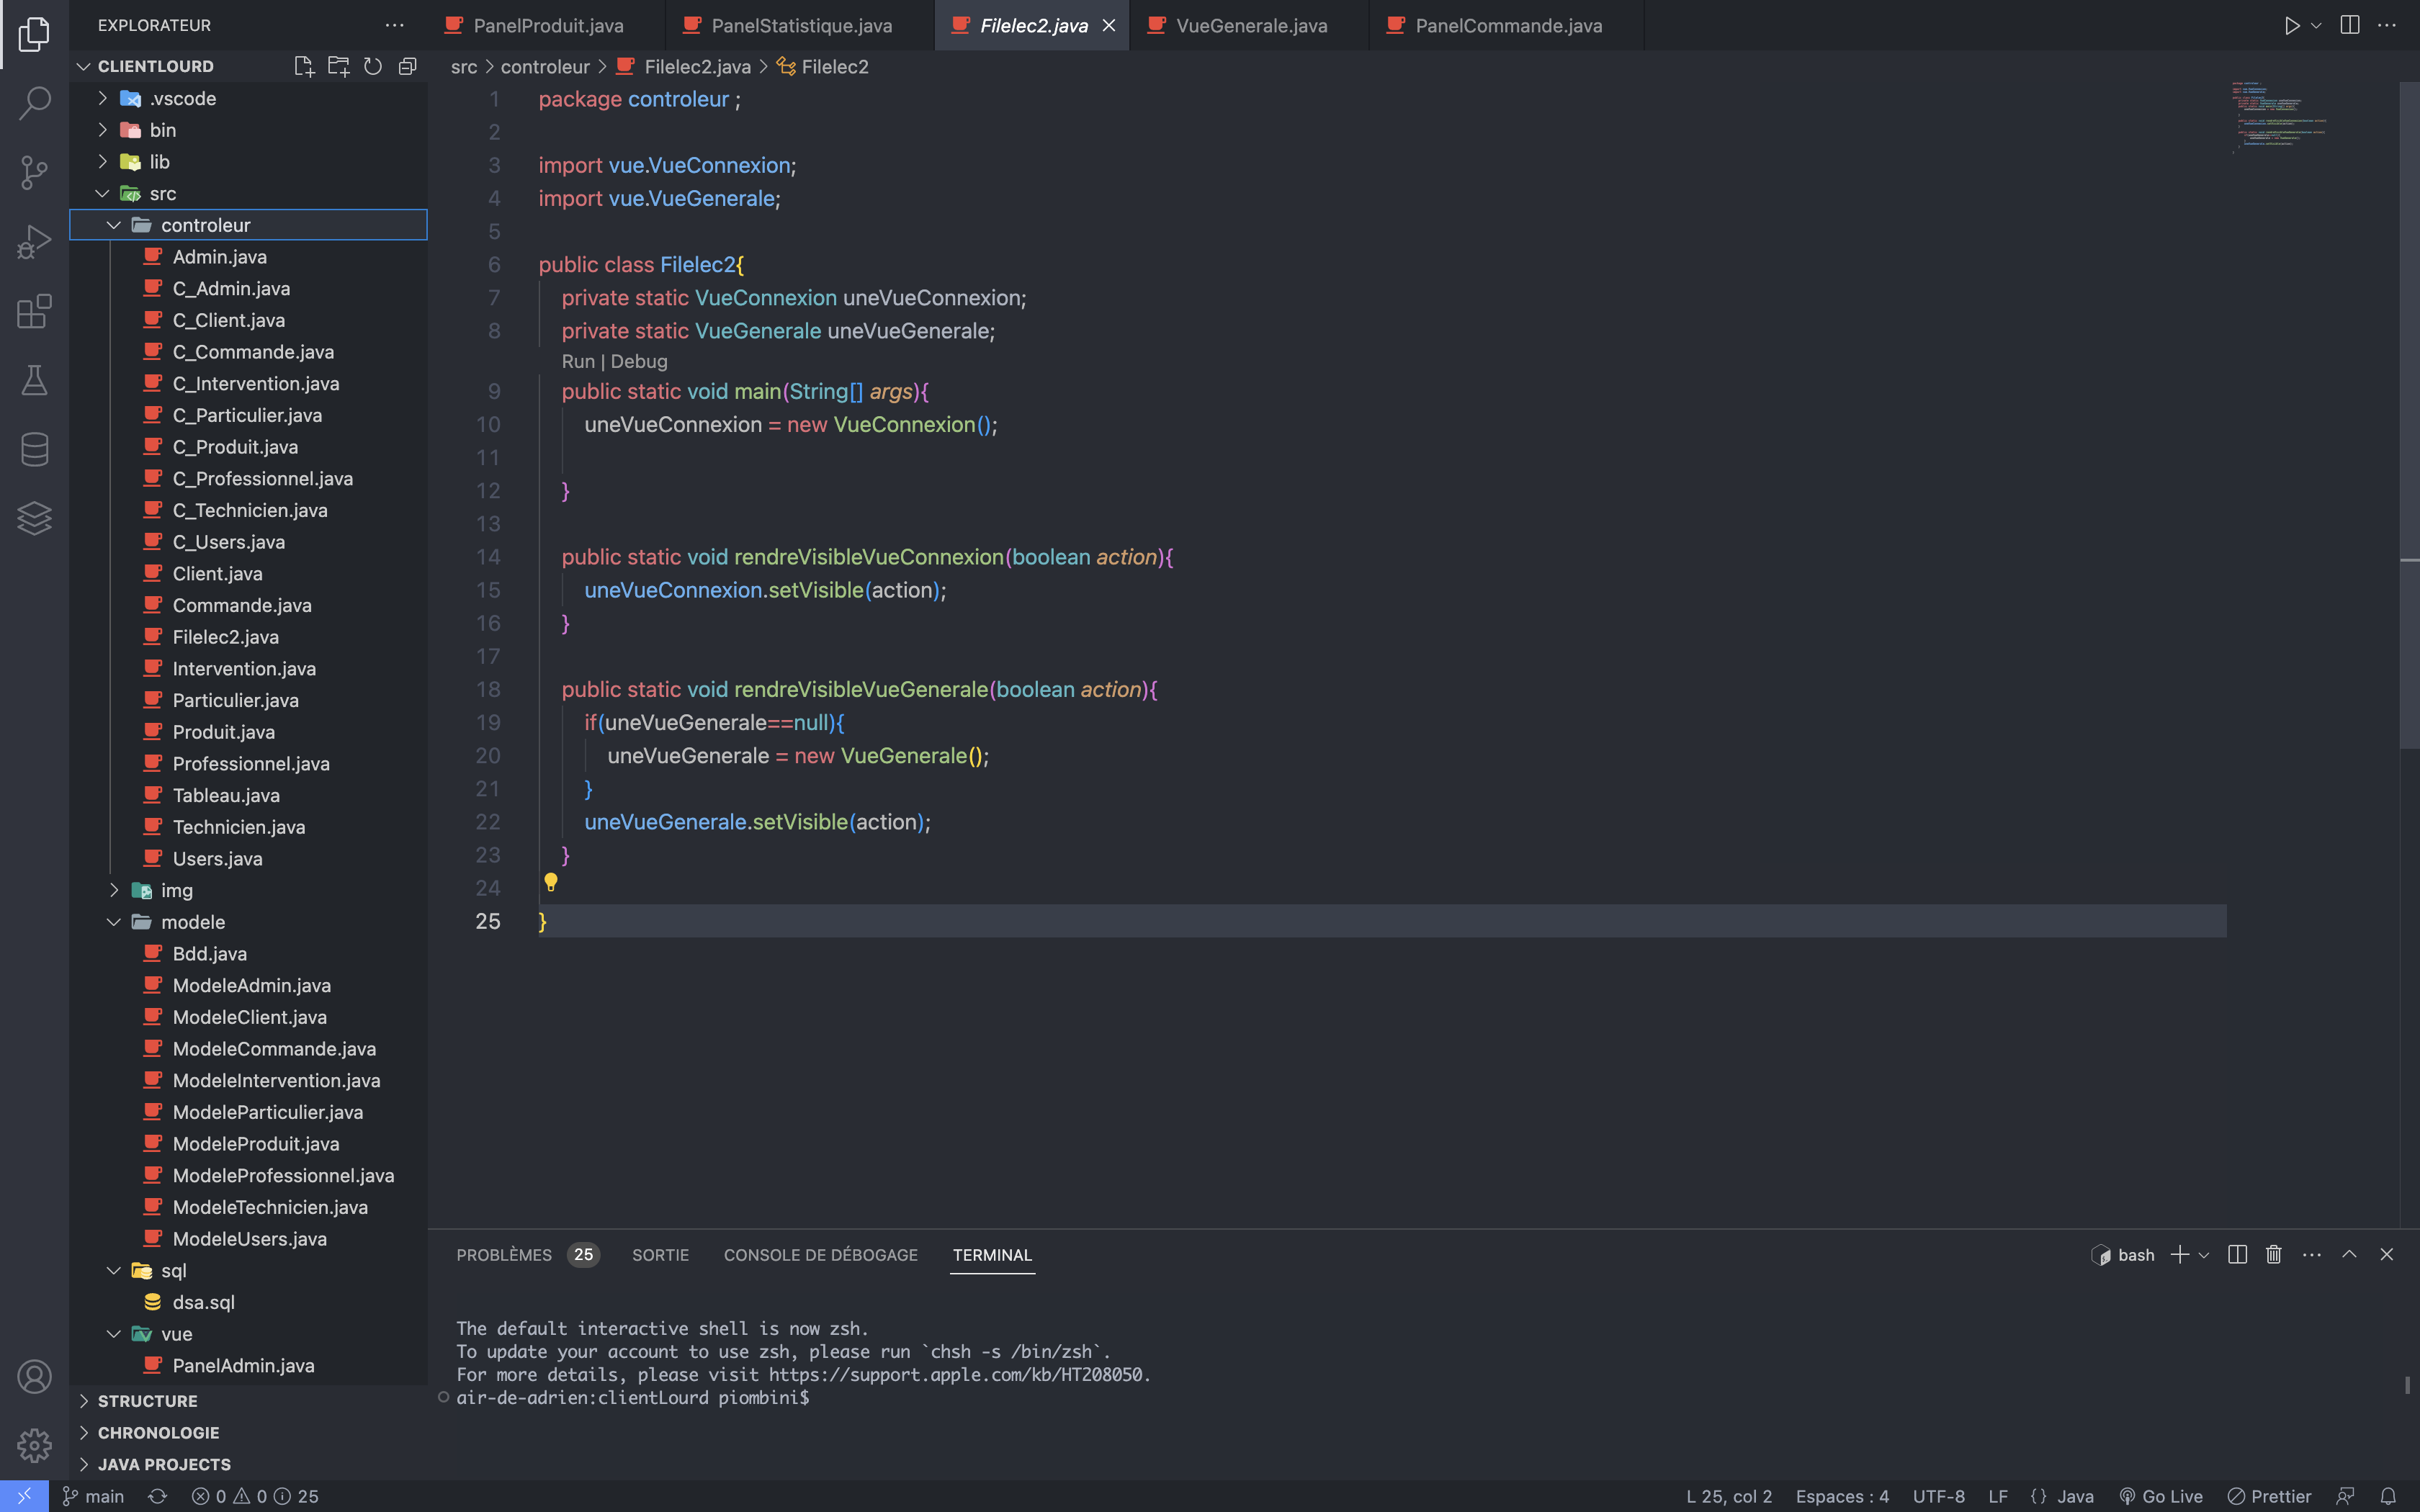 EXPLORATEUR
CLIENTLOURD
.vscode
bin
lib
src
controleur
Admin.java
C_Admin.java
C_Client.java
C_Commande.java
C_Intervention.java
C_Particulier.java
C_Produit.java
C_Professionnel.java
C_Technicien.java
C_Users.java
Client.java
Commande.java
Filelec2.java
Intervention.java
Particulier.java
Produit.java
Professionnel.java
Tableau.java
Technicien.java
Users.java
img
modele
Bdd.java
ModeleAdmin.java
ModeleClient.java
ModeleCommande.java
ModeleIntervention.java
ModeleParticulier.java
ModeleProduit.java
ModeleProfessionnel.java
ModeleTechnicien.java
ModeleUsers.java
sql
dsa.sql
vue
PanelAdmin.java
STRUCTURE
CHRONOLOGIE
JAVA PROJECTS
PanelProduit.java PanelStatistique.java Filelec2.java VueGenerale.java PanelCommande.java
src > controleur > Filelec2.java > Filelec2
1 package controleur ;
2
3 import vue.VueConnexion;
4 import vue.VueGenerale;
5
6 public class Filelec2{
7 private static VueConnexion uneVueConnexion;
8 private static VueGenerale uneVueGenerale;
Run | Debug
9 public static void main(String[] args){
10 uneVueConnexion = new VueConnexion();
11
12 }
13
14 public static void rendreVisibleVueConnexion(boolean action){
15 uneVueConnexion.setVisible(action);
16 }
17
18 public static void rendreVisibleVueGenerale(boolean action){
19 if(uneVueGenerale==null){
20 uneVueGenerale = new VueGenerale();
21 }
22 uneVueGenerale.setVisible(action);
23 }
24
25 }
PROBLÈMES 25 SORTIE CONSOLE DE DÉBOGAGE TERMINAL bash
The default interactive shell is now zsh.
To update your account to use zsh, please run `chsh -s /bin/zsh`.
For more details, please visit https://support.apple.com/kb/HT208050.
air-de-adrien:clientLourd piombini$
main 0 0 25 L 25, col 2 Espaces : 4 UTF-8 LF {} Java Go Live Prettier